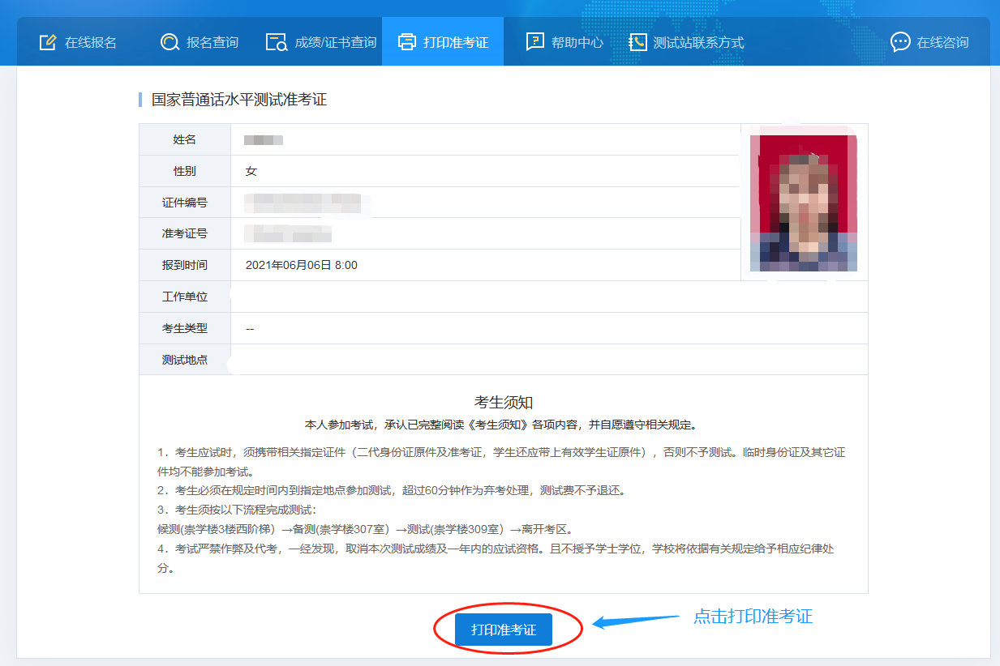 在线报名 报名查询 成绩/证书查询 打印准考证 帮助中心 测试站联系方式 在线咨询
国家普通话水平测试准考证
姓名
性别 女
证件编号
准考证号
报到时间 2021年06月06日 8:00
工作单位
考生类型 --
测试地点
考生须知
本人参加考试，承认已完整阅读《考生须知》各项内容，并自愿遵守相关规定。
1．考生应试时，须携带相关指定证件（二代身份证原件及准考证，学生还应带上有效学生证原件），否则不予测试。临时身份证及其它证
件均不能参加考试。
2．考生必须在规定时间内到指定地点参加测试，超过60分钟作为弃考处理，测试费不予退还。
3．考生须按以下流程完成测试：
候测(崇学楼3楼西阶梯）→备测(崇学楼307室）→测试(崇学楼309室）→离开考区。
4．考试严禁作弊及代考，一经发现，取消本次测试成绩及一年内的应试资格。且不授予学士学位，学校将依据有关规定给予相应纪律处
分。
打印准考证
点击打印准考证